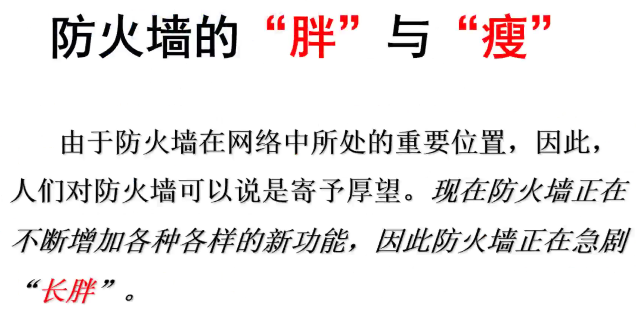 防火墙的“胖”与“瘦”
由于防火墙在网络中所处的重要位置，因此，
人们对防火墙可以说是寄予厚望。现在防火墙正在
不断增加各种各样的新功能，因此防火墙正在急剧
“长胖”。